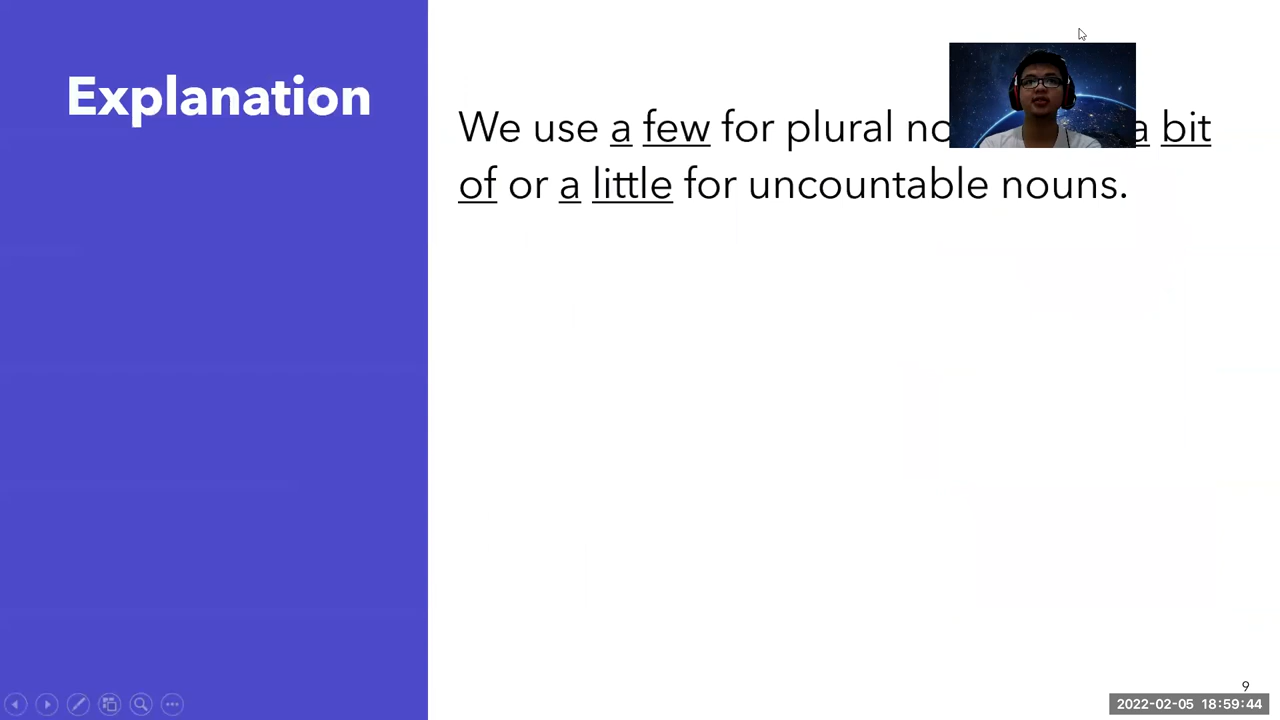 Explanation
We use a few for plural a bit
of or a little for uncountable nouns.
9
2022-02-05 18:59:44